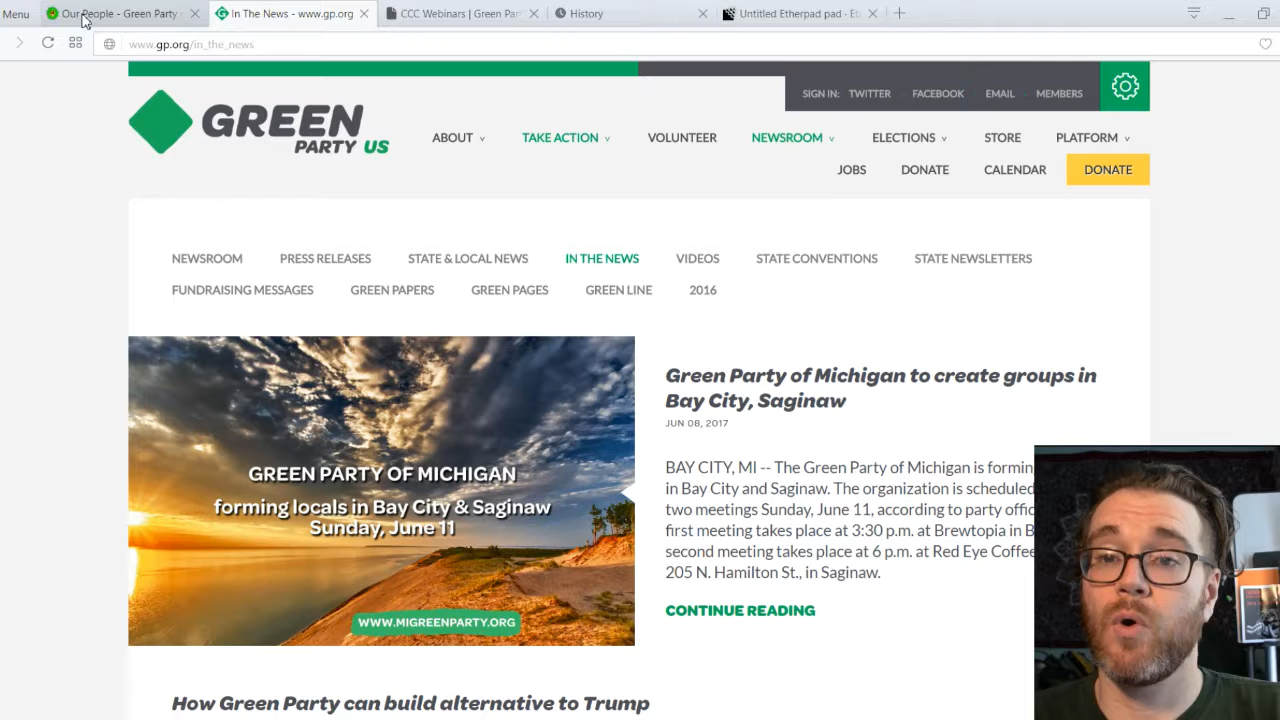 Menu
Our People - Green Party
In The News - www.gp.org
CCC Webinars | Green Par
History
Untitled Etherpad pad · Et
www.gp.org/in_the_news
SIGN IN: TWITTER FACEBOOK EMAIL MEMBERS
GREEN
PARTY US
ABOUT TAKE ACTION VOLUNTEER NEWSROOM ELECTIONS STORE PLATFORM
JOBS DONATE CALENDAR DONATE
NEWSROOM PRESS RELEASES STATE & LOCAL NEWS IN THE NEWS VIDEOS STATE CONVENTIONS STATE NEWSLETTERS
FUNDRAISING MESSAGES GREEN PAPERS GREEN PAGES GREEN LINE 2016
GREEN PARTY OF MICHIGAN
forming locals in Bay City & Saginaw
Sunday, June 11
WWW.MIGREENPARTY.ORG
Green Party of Michigan to create groups in
Bay City, Saginaw
JUN 08, 2017
BAY CITY, MI -- The Green Party of Michigan is formin
in Bay City and Saginaw. The organization is scheduled
two meetings Sunday, June 11, according to party offic
first meeting takes place at 3:30 p.m. at Brewtopia in B
second meeting takes place at 6 p.m. at Red Eye Coffee
205 N. Hamilton St., in Saginaw.
CONTINUE READING
How Green Party can build alternative to Trump